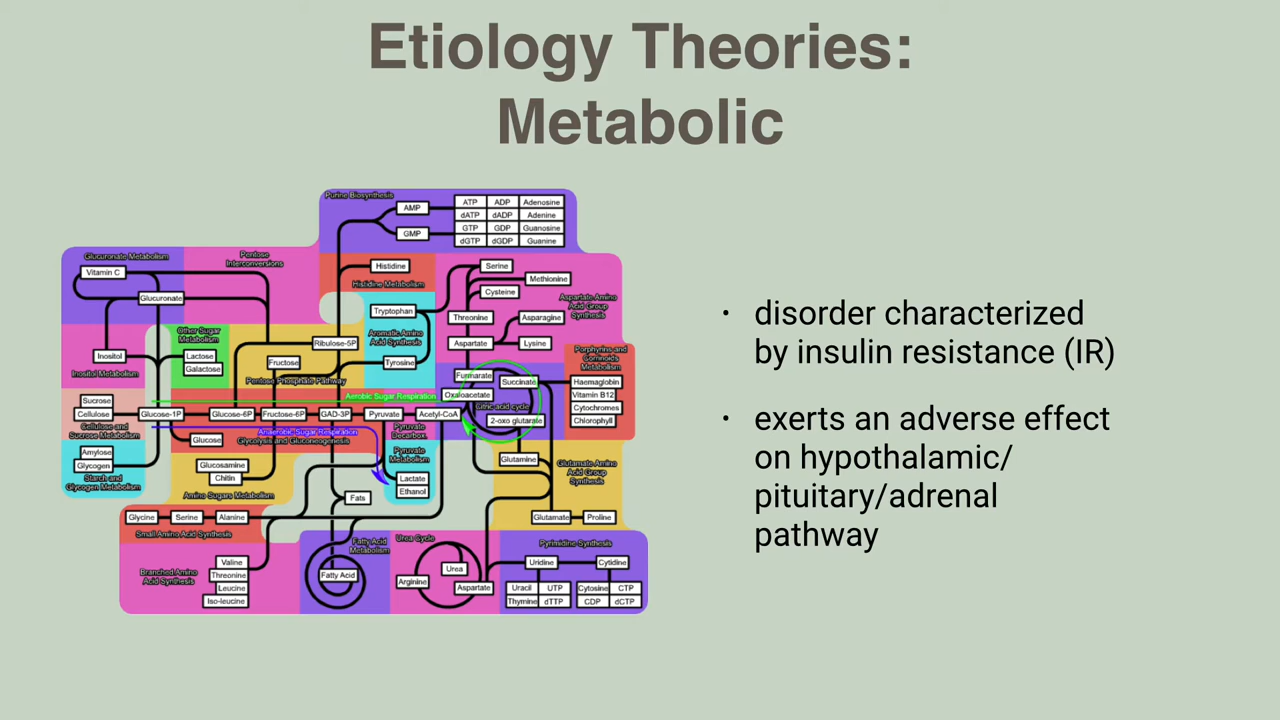 Etiology Theories:
Metabolic
Purine Biosynthesis
AMP
ATP ADP Adenosine
dATP dADP Adenine
GMP
GTP GDP Guanosine
dGTP dGDP Guanine
Glucuronate Metabolism
Vitamin C
Glucuronate
Pentose
Interconversions
Histidine
Histidine Metabolism
Serine
Methionine
Cysteine
Threonine
Asparagine
Aspartate
Lysine
Aspartate Amino
Acid Group
Synthesis
Tryptophan
Aromatic Amino
Acid Synthesis
Tyrosine
Inositol
Inositol Metabolism
Other Sugar
Metabolism
Lactose
Galactose
Ribulose-5P
Fructose
Pentose Phosphate Pathway
Porphyrins and
Corrinoids
Metabolism
Haemaglobin
Vitamin B12
Cytochromes
Chlorophyll
Fumarate
Succinate
Oxaloacetate
Citric acid cycle
2-oxo glutarate
Aerobic Sugar Respiration
Sucrose
Cellulose
Glucose-1P
Glucose-6P
Fructose-6P
GAD-3P
Pyruvate
Acetyl-CoA
Cellulose and
Sucrose Metabolism
Glucose
Anaerobic Sugar Respiration
Glycolysis and Gluconeogenesis
Pyruvate
Decarbox.
Amylose
Glycogen
Starch and
Glycogen Metabolism
Glucosamine
Chitin
Amino Sugars Metabolism
Pyruvate
Metabolism
Lactate
Ethanol
Glutamine
Glutamate Amino
Acid Group
Synthesis
Glutamate
Proline
Fats
Glycine
Serine
Alanine
Small Amino Acid Synthesis
Branched Amino
Acid Synthesis
Valine
Threonine
Leucine
Iso-leucine
Fatty Acid
Metabolism
Fatty Acid
Urea Cycle
Urea
Arginine
Aspartate
Pyrimidine Synthesis
Uridine
Cytidine
Uracil UTP Cytosine CTP
Thymine dTTP CDP dCTP
• disorder characterized
by insulin resistance (IR)
• exerts an adverse effect
on hypothalamic/
pituitary/adrenal
pathway